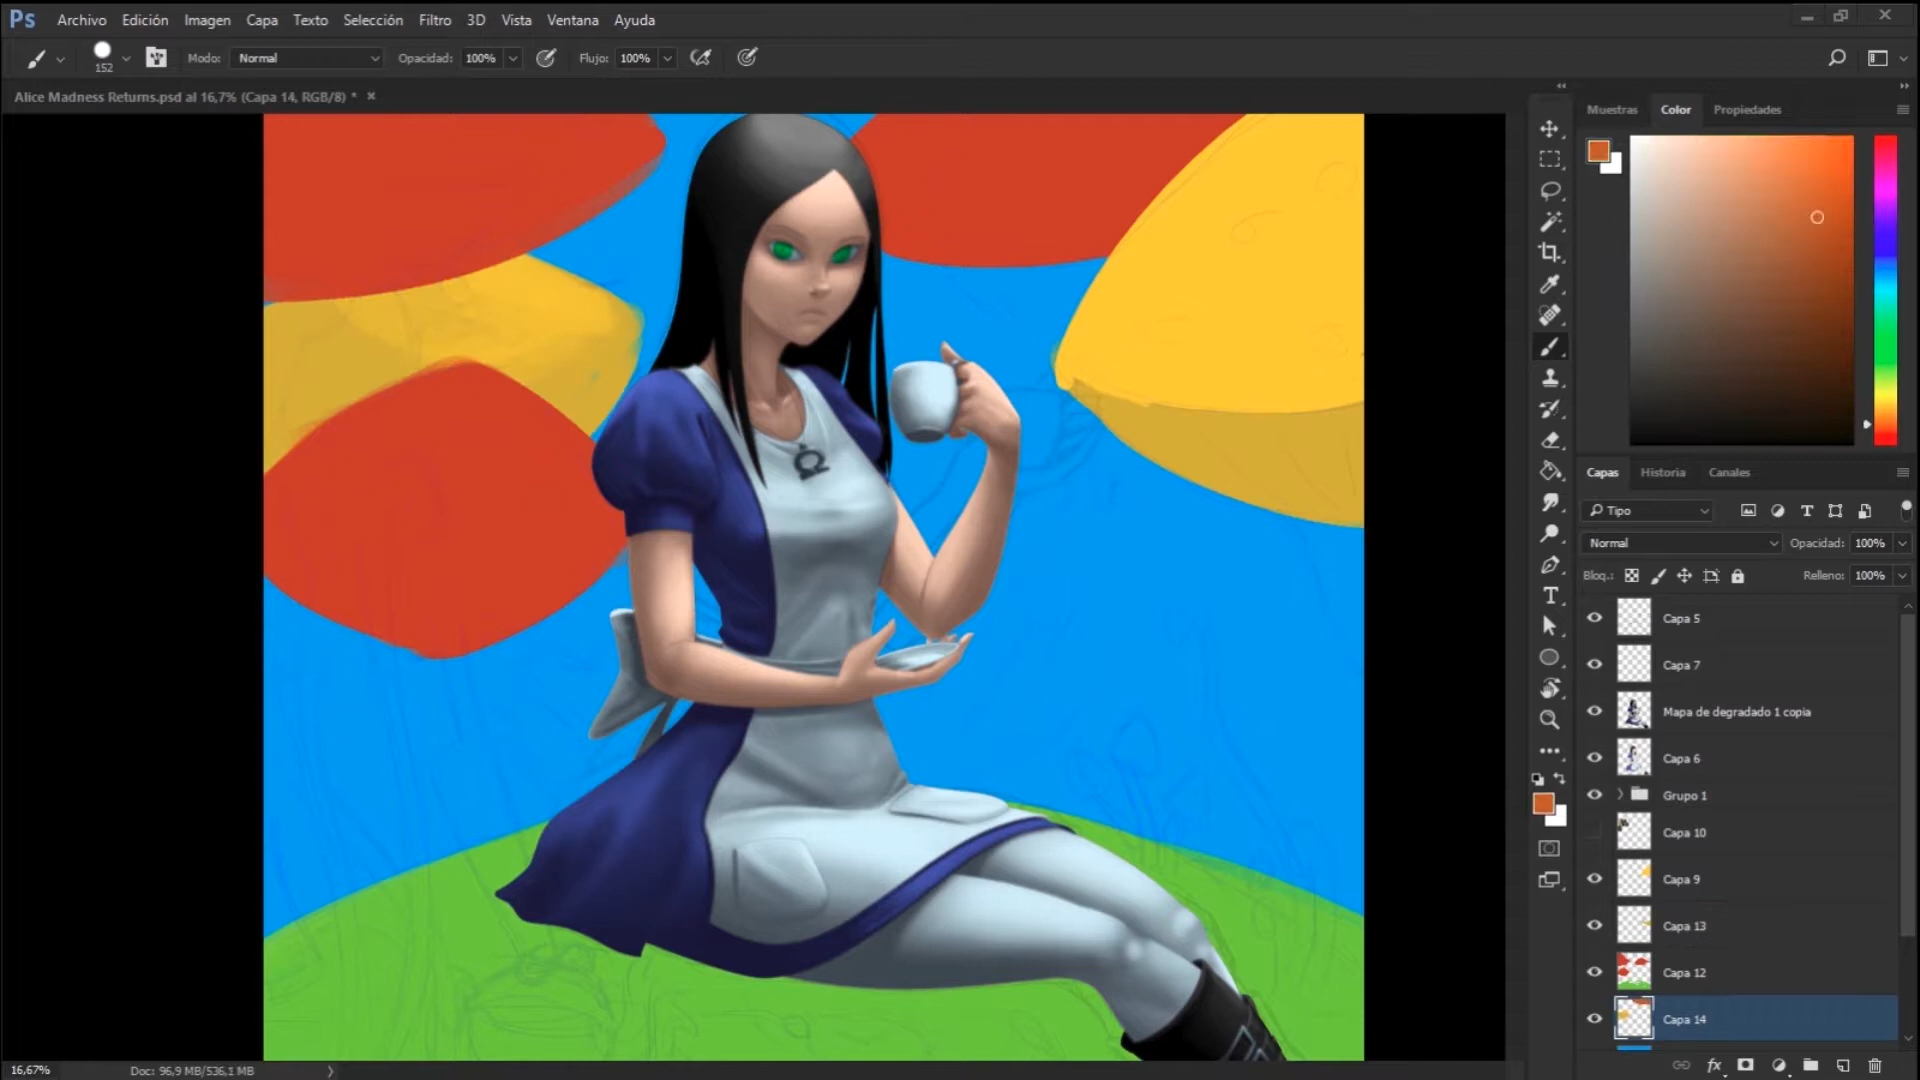 Ps Archivo Edición Imagen Capa Texto Selección Filtro 3D Vista Ventana Ayuda
152 Modo: Normal Opacidad: 100% Flujo: 100%
Alice Madness Returns.psd al 16,7% (Capa 14, RGB/8) *
Muestras Color Propiedades
Capas Historia Canales
Tipo
Normal Opacidad: 100%
Bloq.: Relleno: 100%
Capa 5
Capa 7
Mapa de degradado 1 copia
Capa 6
Grupo 1
Capa 10
Capa 9
Capa 13
Capa 12
Capa 14
16,67% Doc: 96,9 MB/536,1 MB